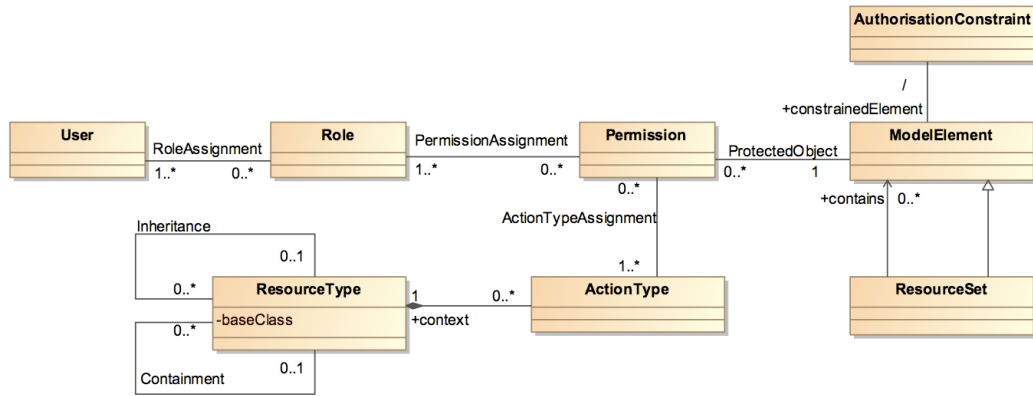 AuthorisationConstraint
/
+constrainedElement
User
Role
Permission
ModelElement
RoleAssignment
PermissionAssignment
ProtectedObject
1..*
0..*
1..*
0..*
0..*
1
0..*
+contains
0..*
ActionTypeAssignment
Inheritance
0..1
1..*
0..*
ResourceType
1
0..*
ActionType
ResourceSet
0..*
-baseClass
+context
0..1
Containment